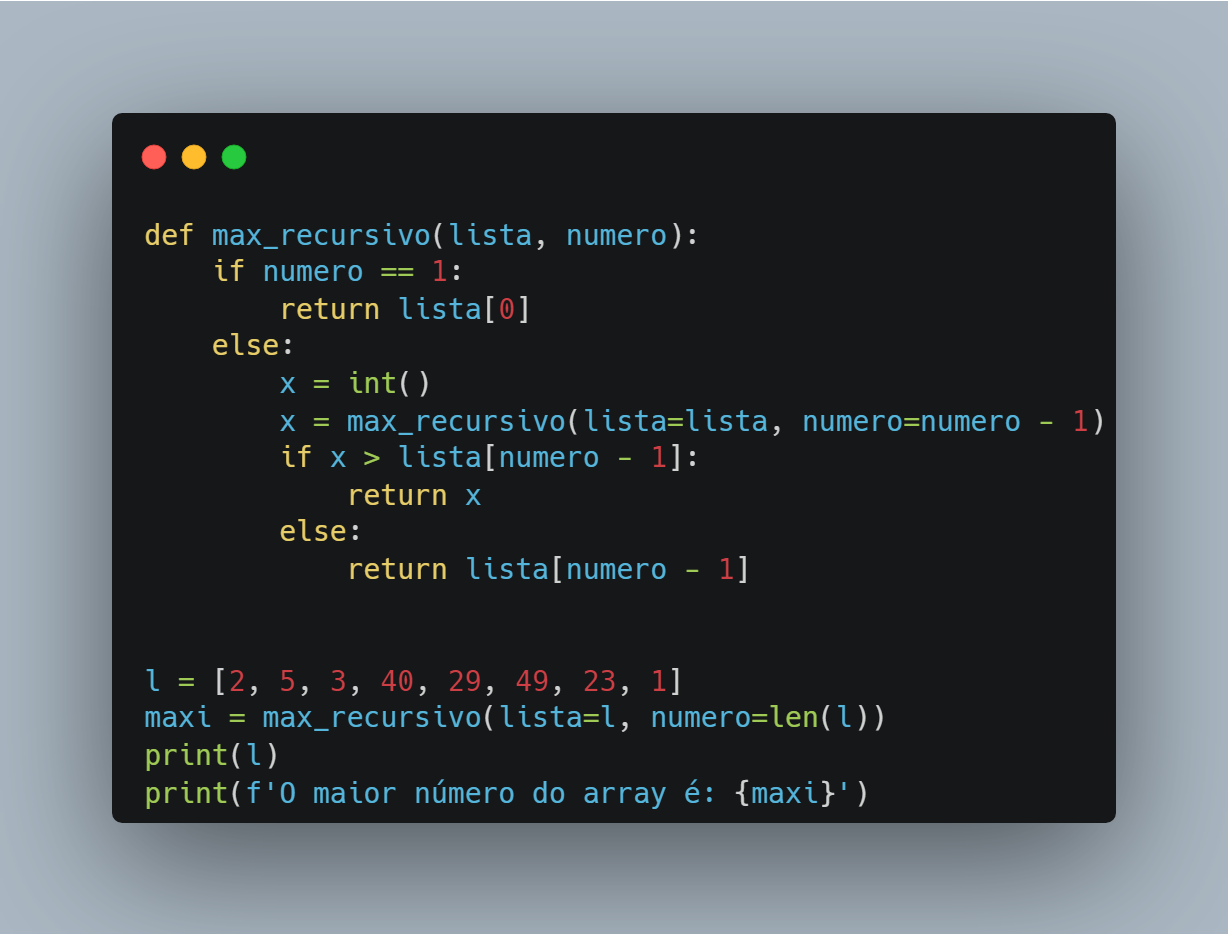 def max_recursivo(lista, numero):
    if numero == 1:
        return lista[0]
    else:
        x = int()
        x = max_recursivo(lista=lista, numero=numero - 1)
        if x > lista[numero - 1]:
            return x
        else:
            return lista[numero - 1]
l = [2, 5, 3, 40, 29, 49, 23, 1]
maxi = max_recursivo(lista=l, numero=len(l))
print(l)
print(f'O maior número do array é: {maxi}')